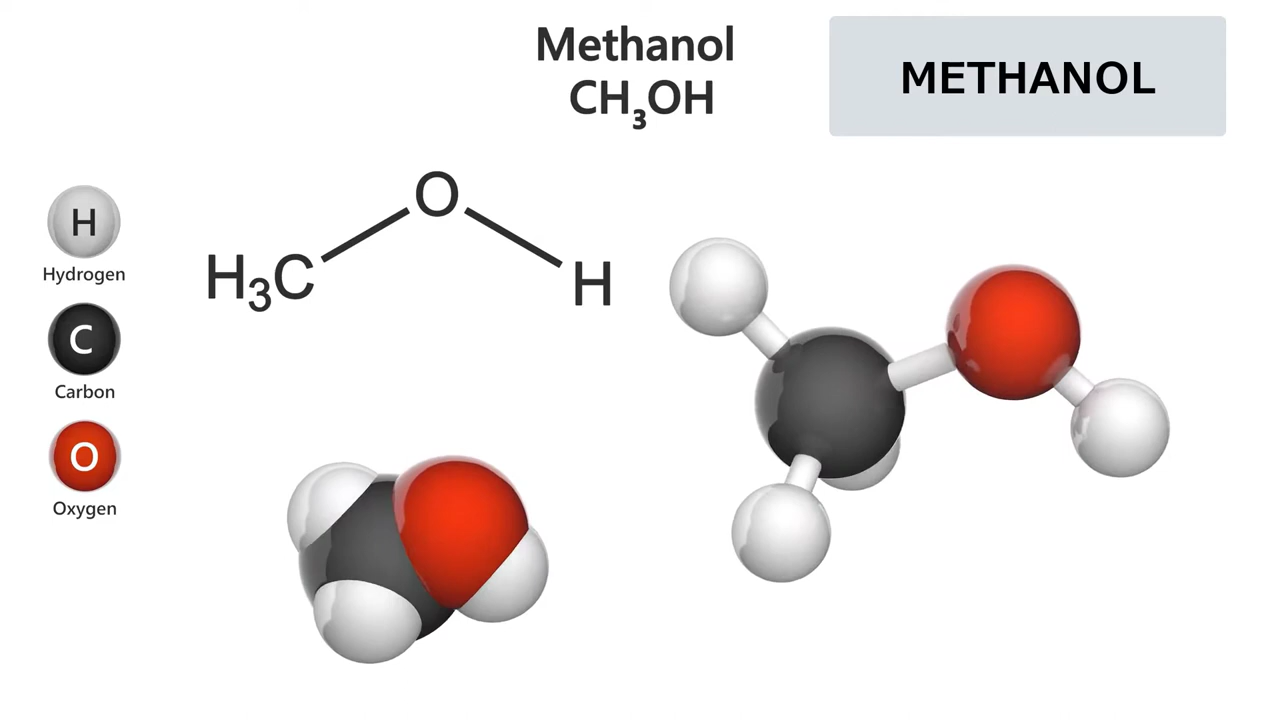 Methanol
CH₃OH
METHANOL
O
H₃C
H
H
Hydrogen
C
Carbon
O
Oxygen